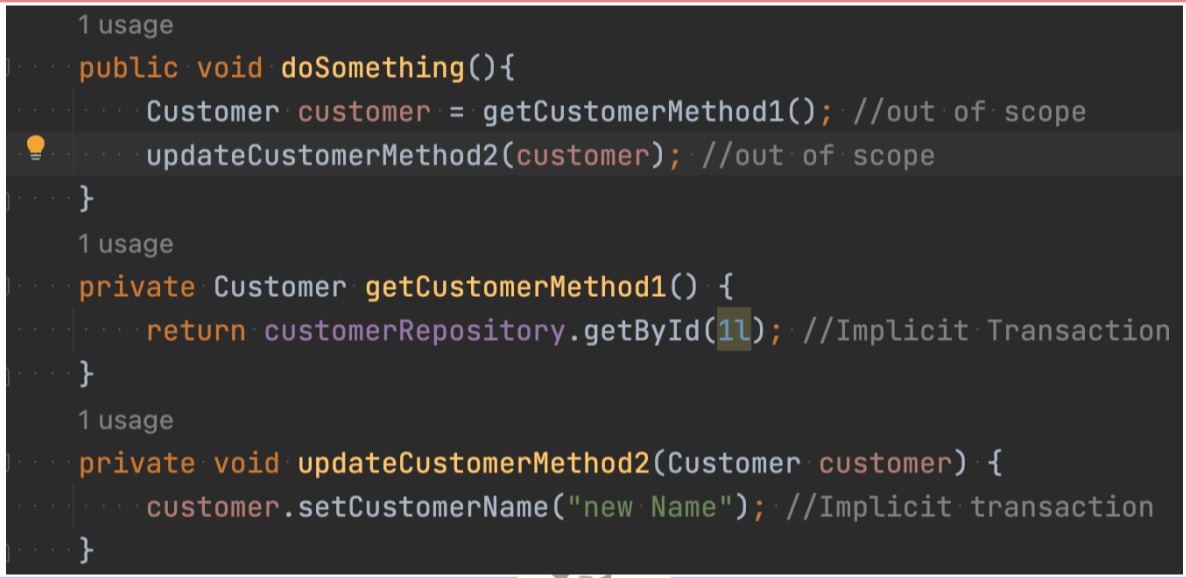 1 usage
public void doSomething(){
Customer customer = getCustomerMethod1(); //out of scope
updateCustomerMethod2(customer); //out of scope
}
1 usage
private Customer getCustomerMethod1() {
return customerRepository.getById(1l); //Implicit Transaction
}
1 usage
private void updateCustomerMethod2(Customer customer) {
customer.setCustomerName("new Name"); //Implicit transaction
}